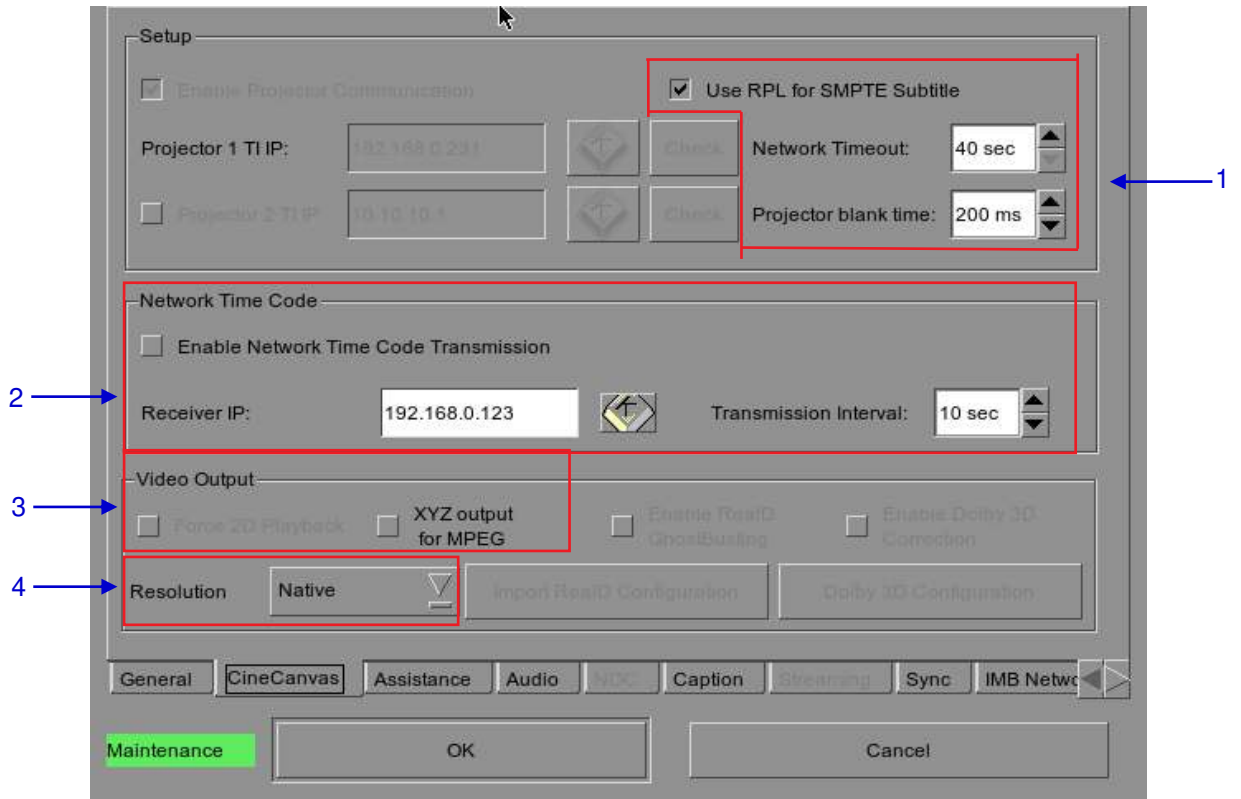 Setup
Enable Projector Communication
Use RPL for SMPTE Subtitle
Projector 1 TI IP:
192.168.0.231
Check
Network Timeout:
40 sec
1
Projector 2 TI IP
10.10.10.1
Check
Projector blank time:
200 ms
Network Time Code
Enable Network Time Code Transmission
2
Receiver IP:
192.168.0.123
Transmission Interval:
10 sec
Video Output
3
Force 2D Playback
XYZ output
for MPEG
Enable RealD
GhostBusting
Enable Dolby 3D
Correction
4
Resolution
Native
Import RealD Configuration
Dolby 3D Configuration
General
CineCanvas
Assistance
Audio
NOC
Caption
Streaming
Sync
IMB Netwo
Maintenance
OK
Cancel